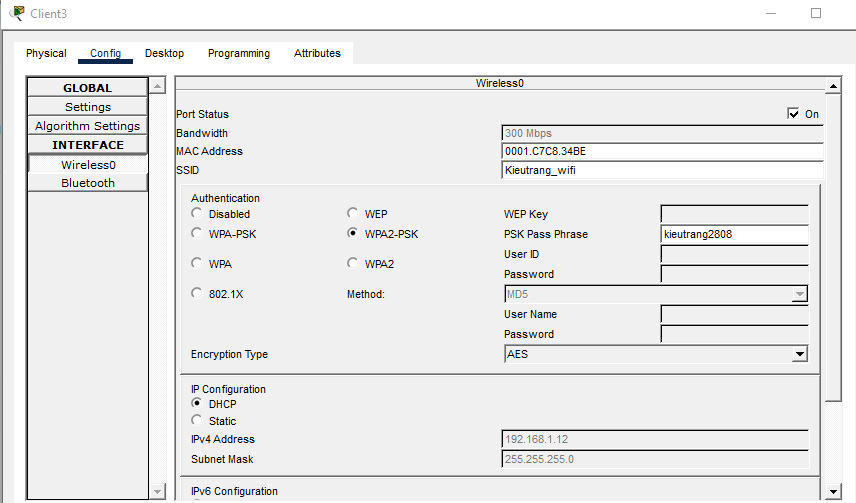 Client3
Physical Config Desktop Programming Attributes
GLOBAL
Settings
Algorithm Settings
INTERFACE
Wireless0
Bluetooth
Wireless0
Port Status On
Bandwidth 300 Mbps
MAC Address 0001.C7C8.34BE
SSID Kieutrang_wifi
Authentication
Disabled WEP WEP Key
WPA-PSK WPA2-PSK PSK Pass Phrase kieutrang2808
User ID
WPA WPA2
Password
802.1X Method: MD5
User Name
Password
Encryption Type AES
IP Configuration
DHCP
Static
IPv4 Address 192.168.1.12
Subnet Mask 255.255.255.0
IPv6 Configuration